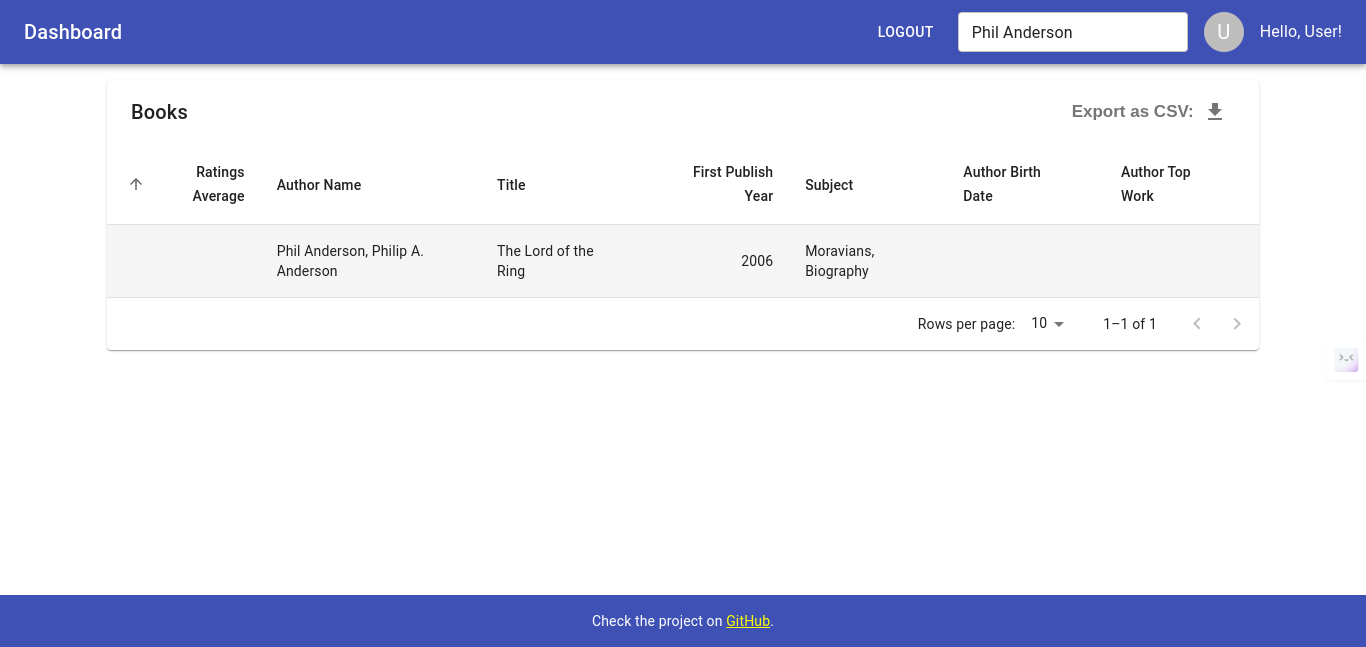 Dashboard
LOGOUT
Phil Anderson
U
Hello, User!
Books
Export as CSV:
Ratings
Average
Author Name
Title
First Publish
Year
Subject
Author Birth
Date
Author Top
Work
Phil Anderson, Philip A.
Anderson
The Lord of the
Ring
2006
Moravians,
Biography
Rows per page:
10
1–1 of 1
Check the project on GitHub.